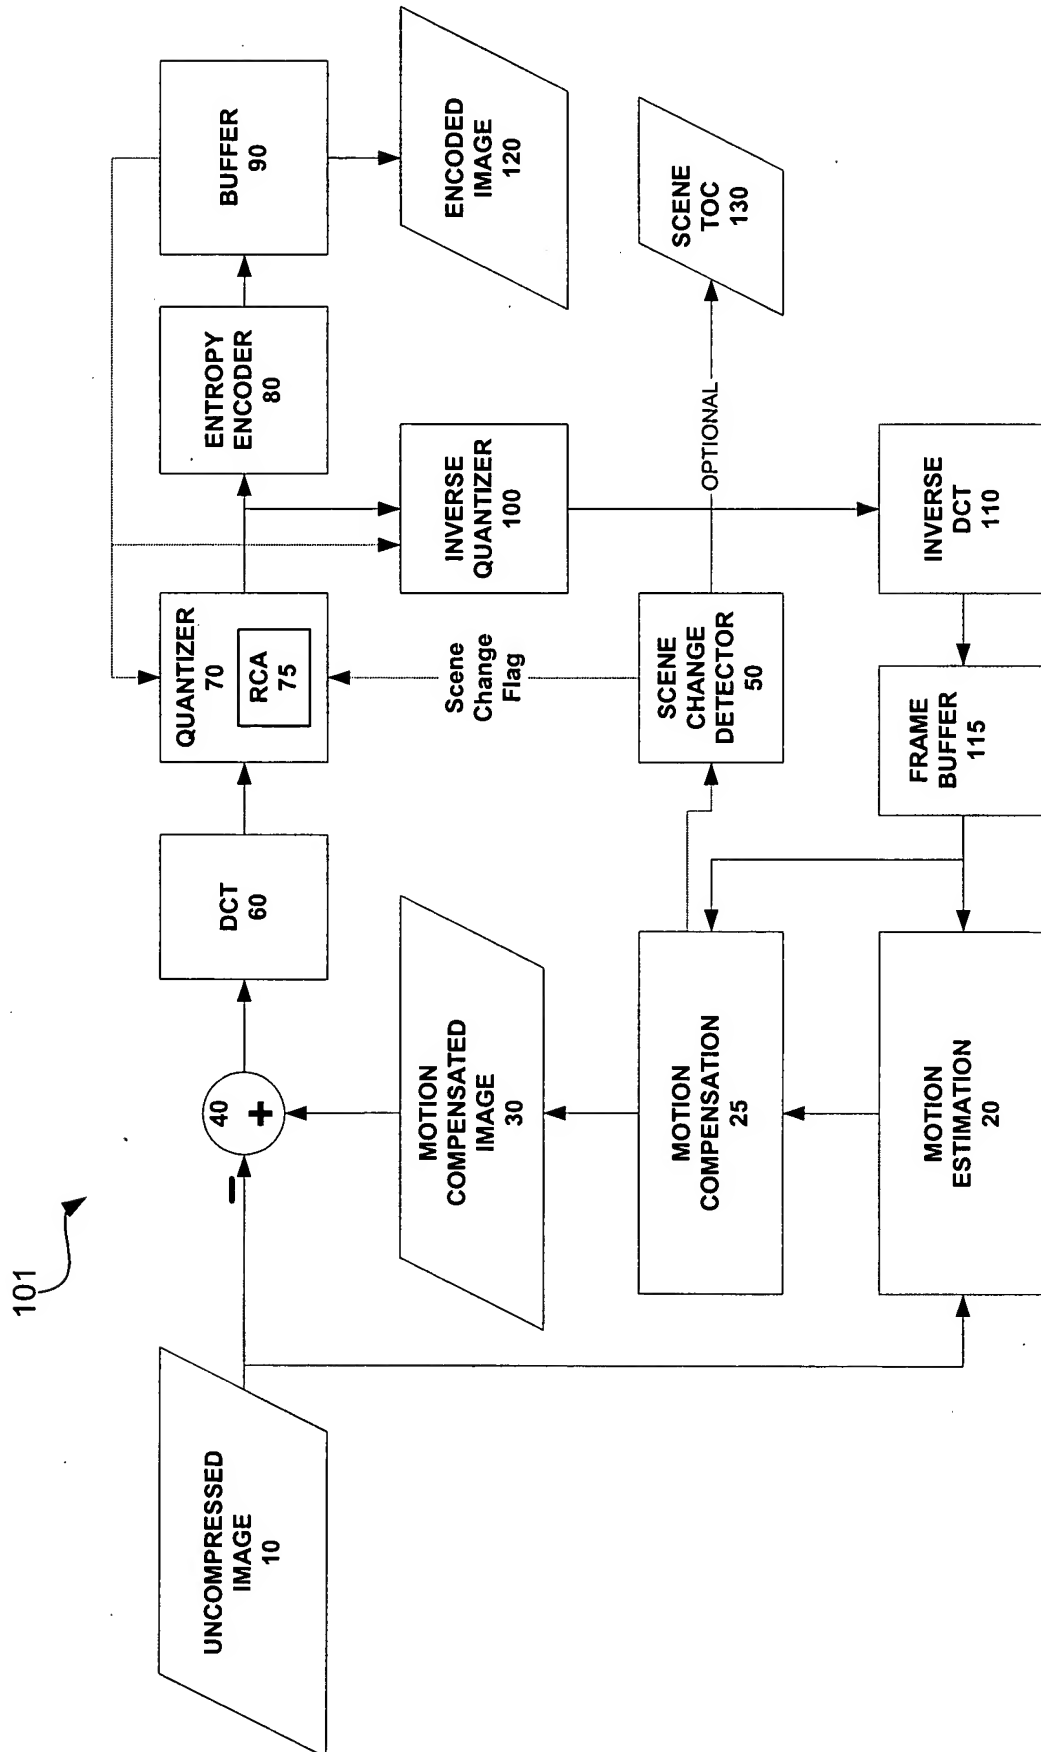 101
UNCOMPRESSED
IMAGE
10
–
40
+
DCT
60
QUANTIZER
70
RCA
75
ENTROPY
ENCODER
80
BUFFER
90
MOTION
COMPENSATED
IMAGE
30
Scene
Change
Flag
INVERSE
QUANTIZER
100
ENCODED
IMAGE
120
MOTION
COMPENSATION
25
SCENE
CHANGE
DETECTOR
50
OPTIONAL
SCENE
TOC
130
MOTION
ESTIMATION
20
FRAME
BUFFER
115
INVERSE
DCT
110